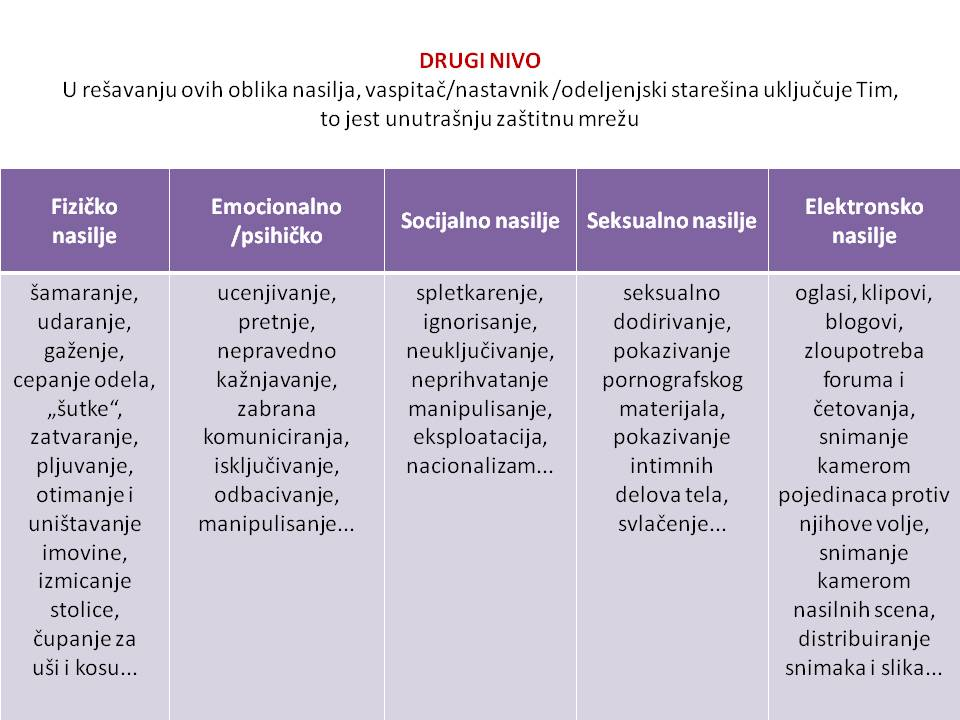 DRUGI NIVO
U rešavanju ovih oblika nasilja, vaspitač/nastavnik /odeljenjski starešina uključuje Tim,
to jest unutrašnju zaštitnu mrežu
Fizičko
nasilje
Emocionalno
/psihičko
Socijalno nasilje
Seksualno nasilje
Elektronsko
nasilje
šamaranje,
udaranje,
gaženje,
cepanje odela,
„šutke“,
zatvaranje,
pljuvanje,
otimanje i
uništavanje
imovine,
izmicanje
stolice,
čupanje za
uši i kosu...
ucenjivanje,
pretnje,
nepravedno
kažnjavanje,
zabrana
komuniciranja,
isključivanje,
odbacivanje,
manipulisanje...
spletkarenje,
ignorisanje,
neuključivanje,
neprihvatanje
manipulisanje,
eksploatacija,
nacionalizam...
seksualno
dodirivanje,
pokazivanje
pornografskog
materijala,
pokazivanje
intimnih
delova tela,
svlačenje...
oglasi, klipovi,
blogovi,
zloupotreba
foruma i
četovanja,
snimanje
kamerom
pojedinaca protiv
njihove volje,
snimanje
kamerom
nasilnih scena,
distribuiranje
snimaka i slika...